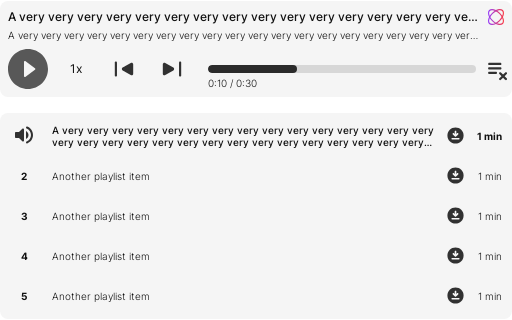 A very very very very very very very very very very very very very very very ve...
A very very very very very very very very very very very very very very very very very very ver...
1x
0:10 / 0:30
A very very very very very very very very very very very very very very very
very very very very very very very very very very very very very very very...
1 min
2 Another playlist item 1 min
3 Another playlist item 1 min
4 Another playlist item 1 min
5 Another playlist item 1 min